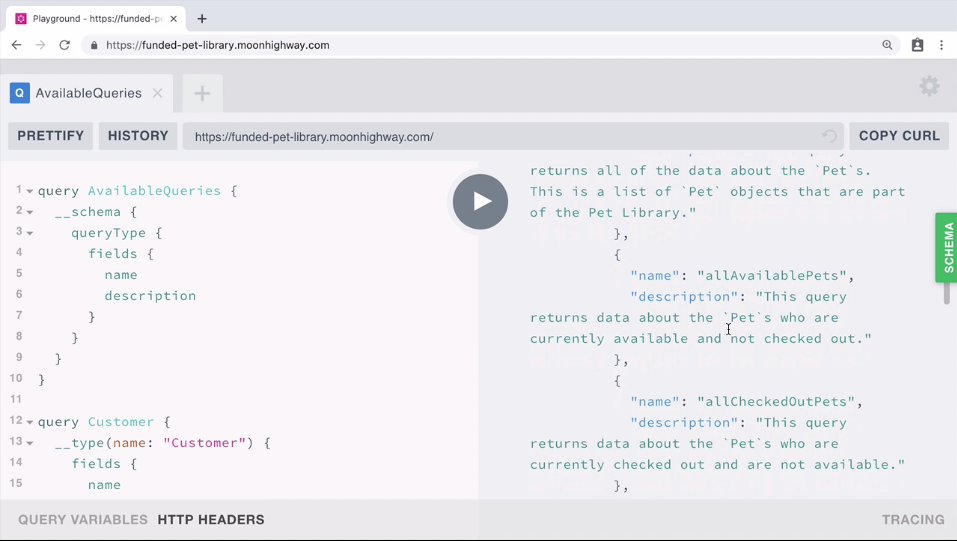 Playground - https://funded-pe
https://funded-pet-library.moonhighway.com
Q AvailableQueries
PRETTIFY HISTORY https://funded-pet-library.moonhighway.com/ COPY CURL
1 query AvailableQueries {
2 __schema {
3 queryType {
4 fields {
5 name
6 description
7 }
8 }
9 }
10 }
11
12 query Customer {
13 __type(name: "Customer") {
14 fields {
15 name
returns all of the data about the `Pet`s.
This is a list of `Pet` objects that are part
of the Pet Library."
},
{
"name": "allAvailablePets",
"description": "This query
returns data about the `Pet`s who are
currently available and not checked out."
},
{
"name": "allCheckedOutPets",
"description": "This query
returns data about the `Pet`s who are
currently checked out and are not available."
},
SCHEMA
QUERY VARIABLES HTTP HEADERS TRACING